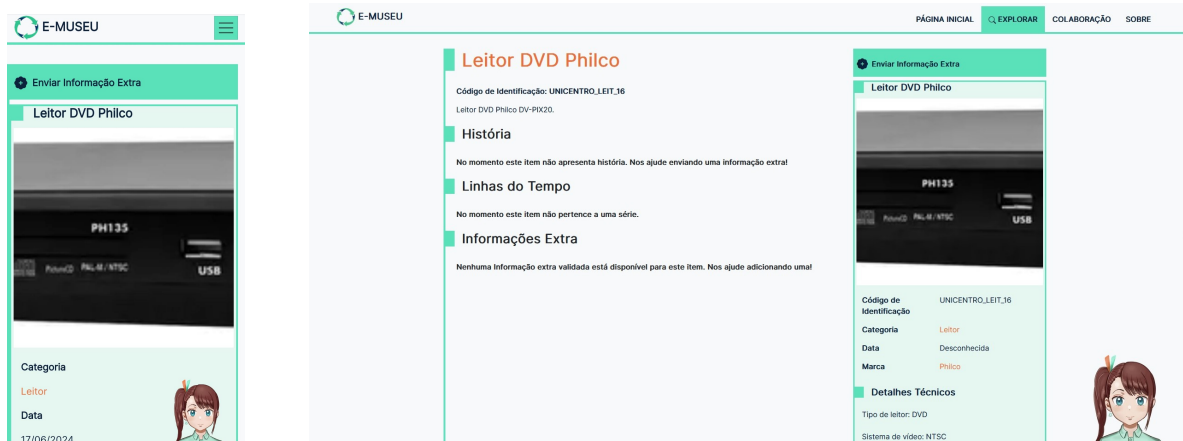 E-MUSEU
Enviar Informação Extra
Leitor DVD Philco
PH135
PictureCD PAL-M/NTSC
USB
Categoria
Leitor
Data
17/06/2024
E-MUSEU
PÁGINA INICIAL EXPLORAR COLABORAÇÃO SOBRE
Leitor DVD Philco
Código de Identificação: UNICENTRO_LEIT_16
Leitor DVD Philco DV-PIX20.
História
No momento este item não apresenta história. Nos ajude enviando uma informação extra!
Linhas do Tempo
No momento este item não pertence a uma série.
Informações Extra
Nenhuma Informação extra validada está disponível para este item. Nos ajude adicionando uma!
Enviar Informação Extra
Leitor DVD Philco
PH135
PictureCD PAL-M/NTSC
USB
Código de Identificação UNICENTRO_LEIT_16
Categoria Leitor
Data Desconhecida
Marca Philco
Detalhes Técnicos
Tipo de leitor: DVD
Sistema de vídeo: NTSC